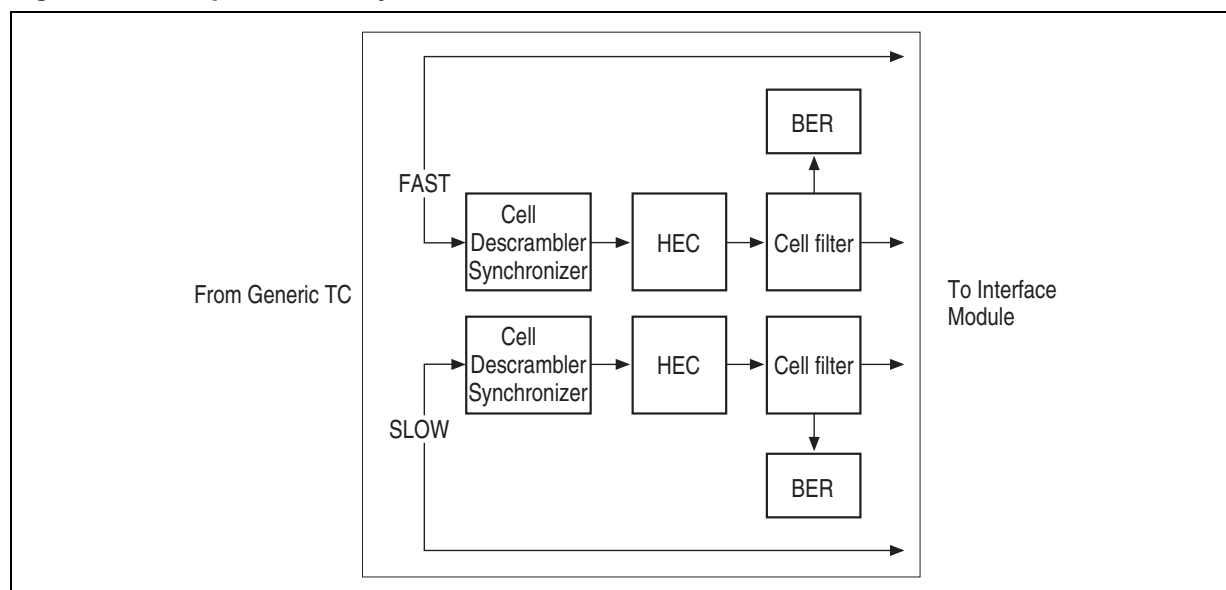 BER
FAST
Cell
Descrambler
Synchronizer
HEC
Cell filter
From Generic TC
To Interface
Module
Cell
Descrambler
Synchronizer
HEC
Cell filter
SLOW
BER